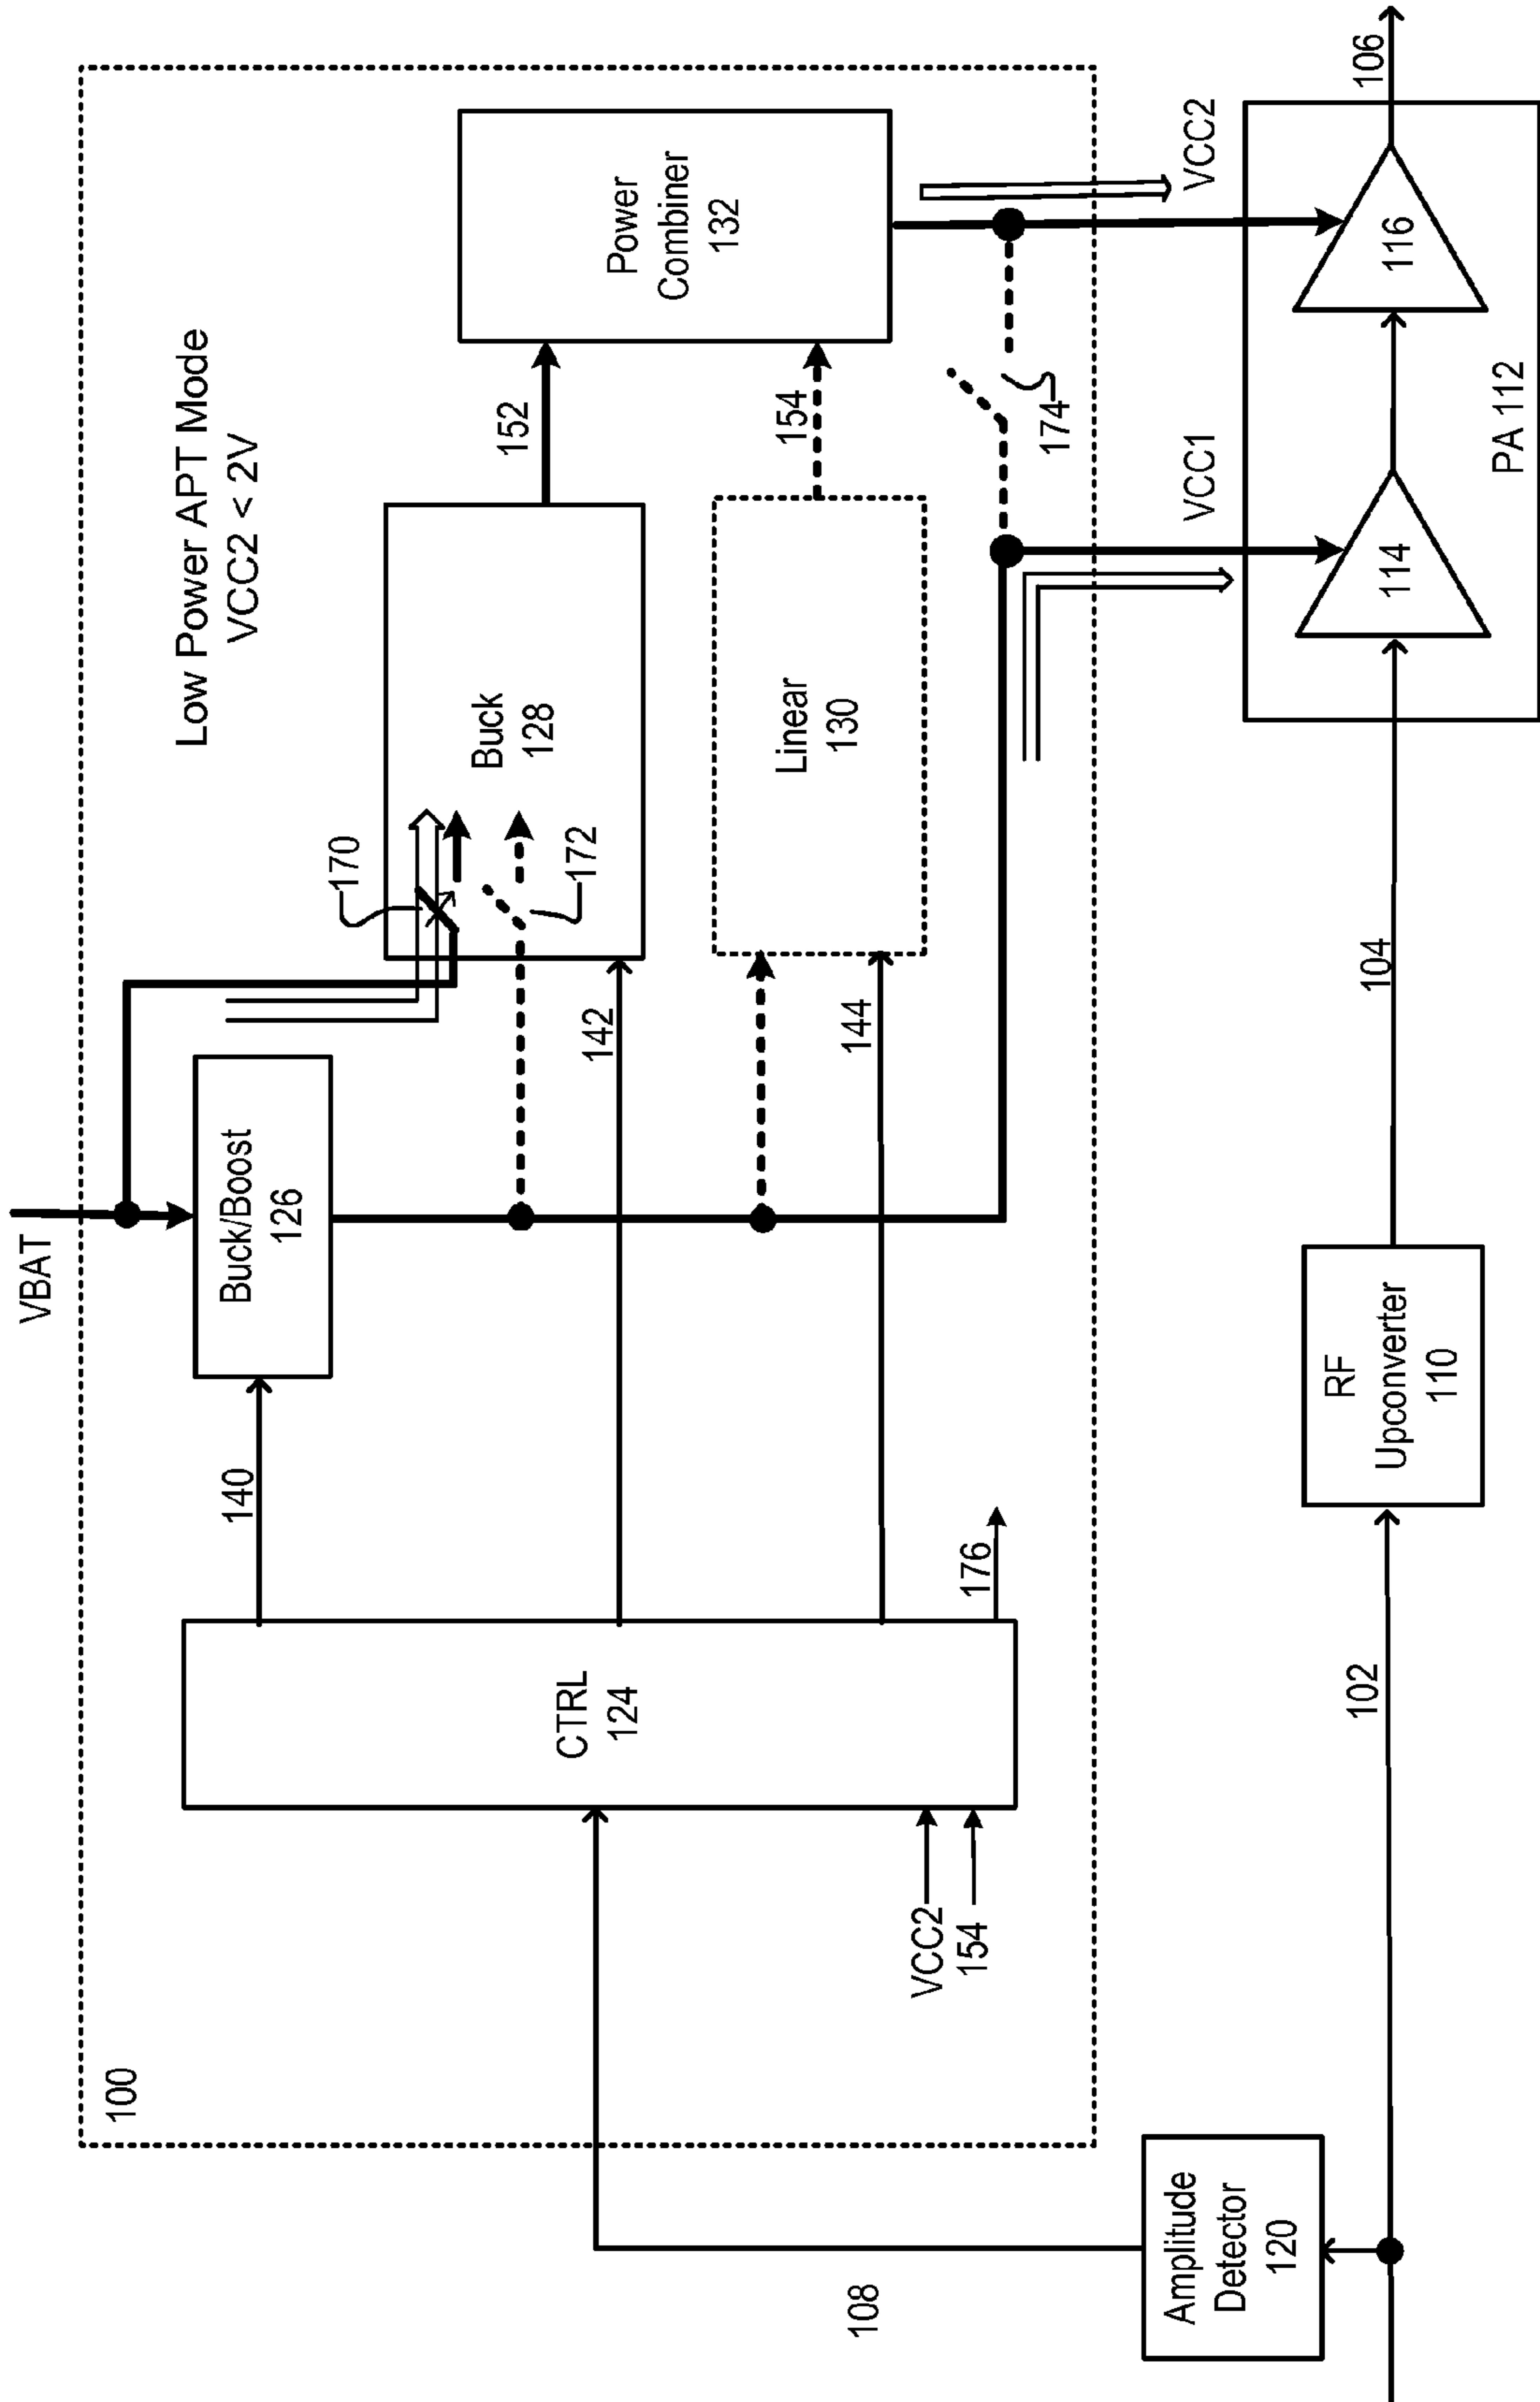 100
Low Power APT Mode
VCC2 < 2V
VBAT
Buck/Boost
126
170
Buck
128
172
152
Power
Combiner
132
140
142
Linear
130
154
144
CTRL
124
176
VCC2
154
174
VCC1
VCC2
108
Amplitude
Detector
120
102
RF
Upconverter
110
104
114
116
PA 112
106